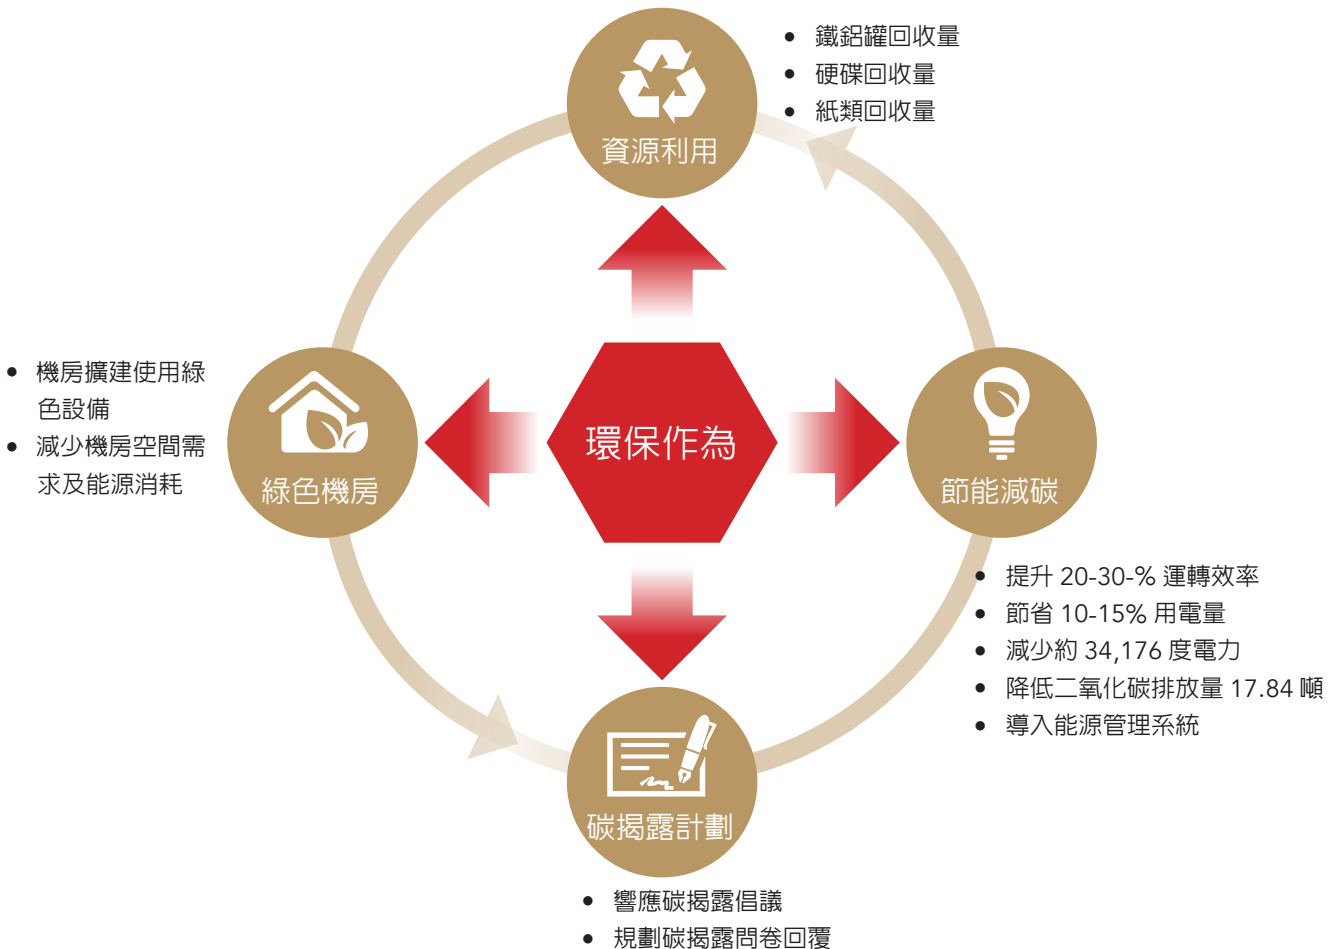 • 鐵鋁罐回收量
• 硬碟回收量
• 紙類回收量
資源利用
• 機房擴建使用綠
色設備
• 減少機房空間需
求及能源消耗
綠色機房
環保作為
節能減碳
• 提升 20-30-% 運轉效率
• 節省 10-15% 用電量
• 減少約 34,176 度電力
• 降低二氧化碳排放量 17.84 噸
• 導入能源管理系統
碳揭露計劃
• 響應碳揭露倡議
• 規劃碳揭露問卷回覆